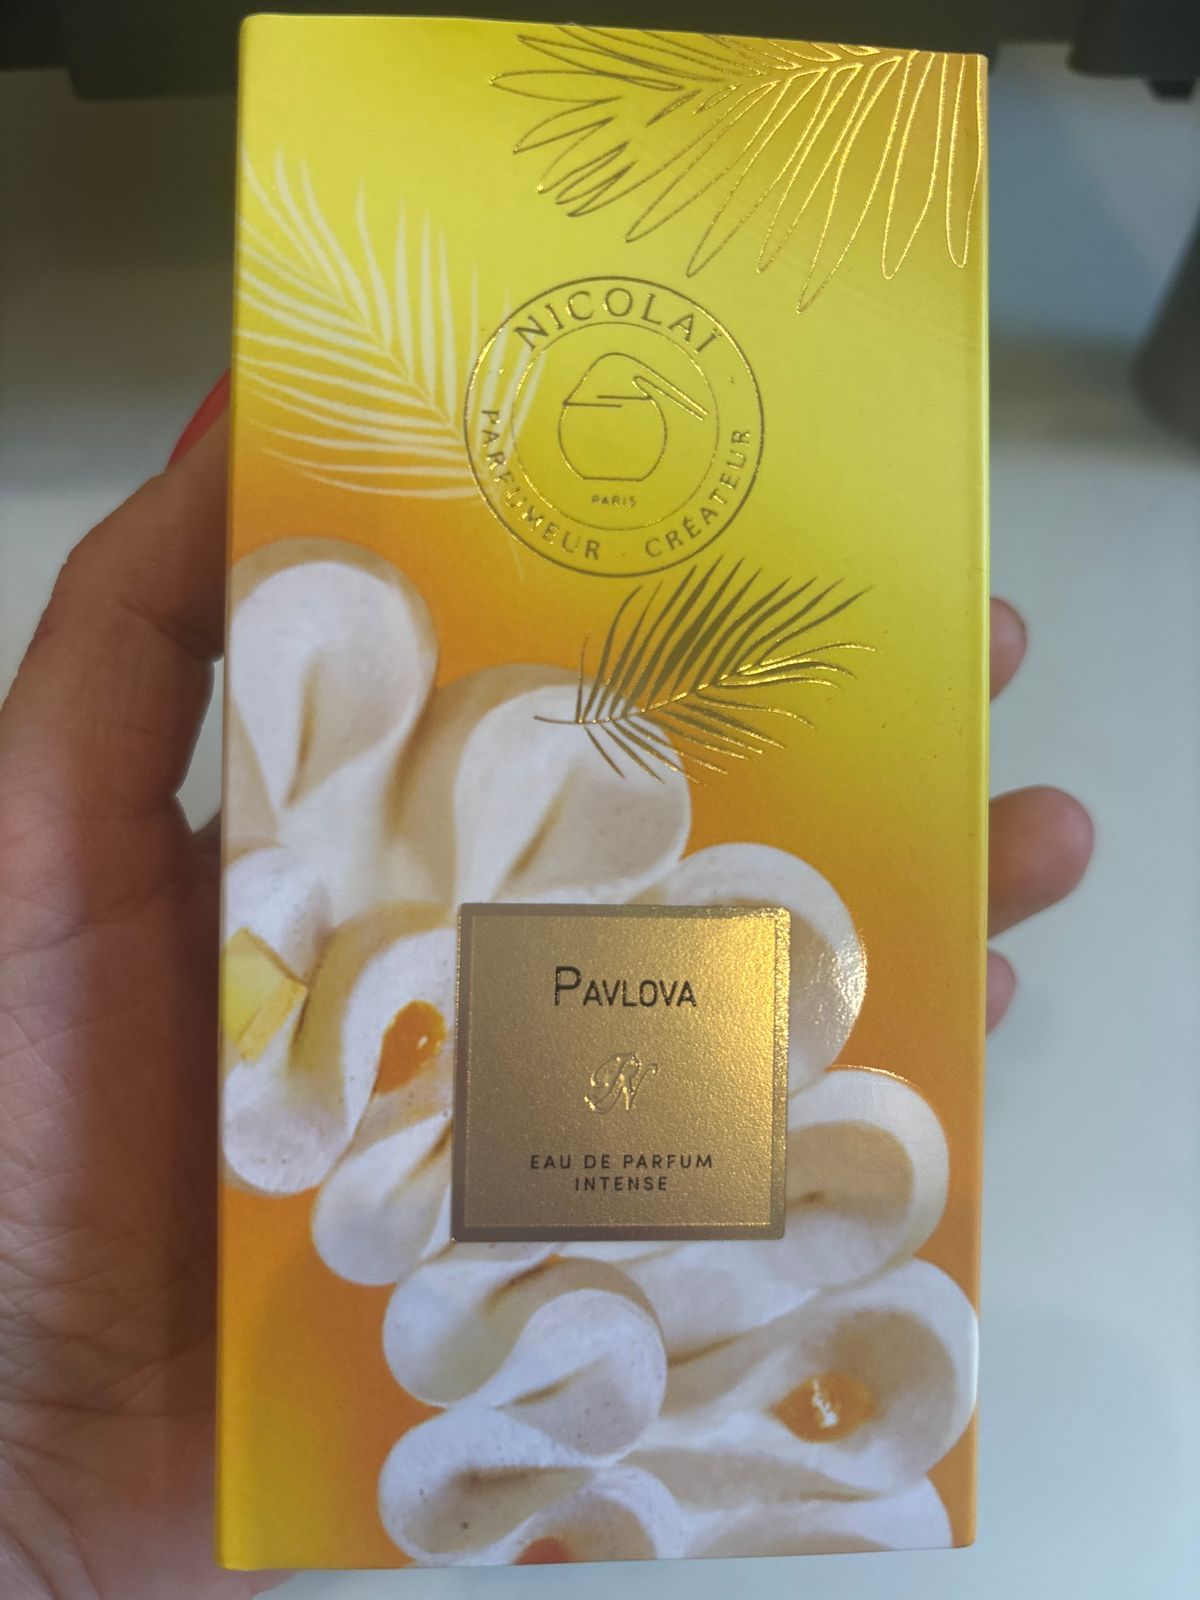 NICOLAÏ
PARFUMEUR · CRÉATEUR
PARIS
PAVLOVA
PN
EAU DE PARFUM
INTENSE